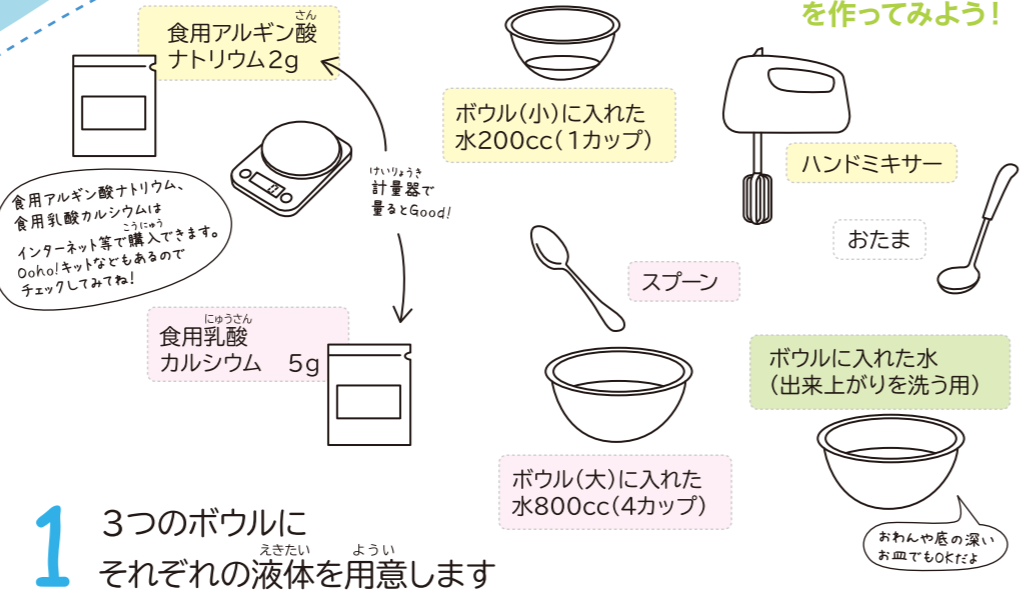 を作ってみよう!
食用アルギン酸
さん
ナトリウム2g
ボウル(小)に入れた
水200cc(1カップ)
ハンドミキサー
けいりょうき
計量器で
量るとGood!
食用アルギン酸ナトリウム、
食用乳酸カルシウムは
こうにゅう
インターネット等で購入できます。
Ooho!キットなどもあるので
チェックしてみてね!
おたま
スプーン
にゅうさん
食用乳酸
カルシウム 5g
ボウルに入れた水
(出来上がりを洗う用)
ボウル(大)に入れた
水800cc(4カップ)
おわんや底の深い
お皿でもOKだよ
1 3つのボウルに
えきたい ようい
それぞれの液体を用意します